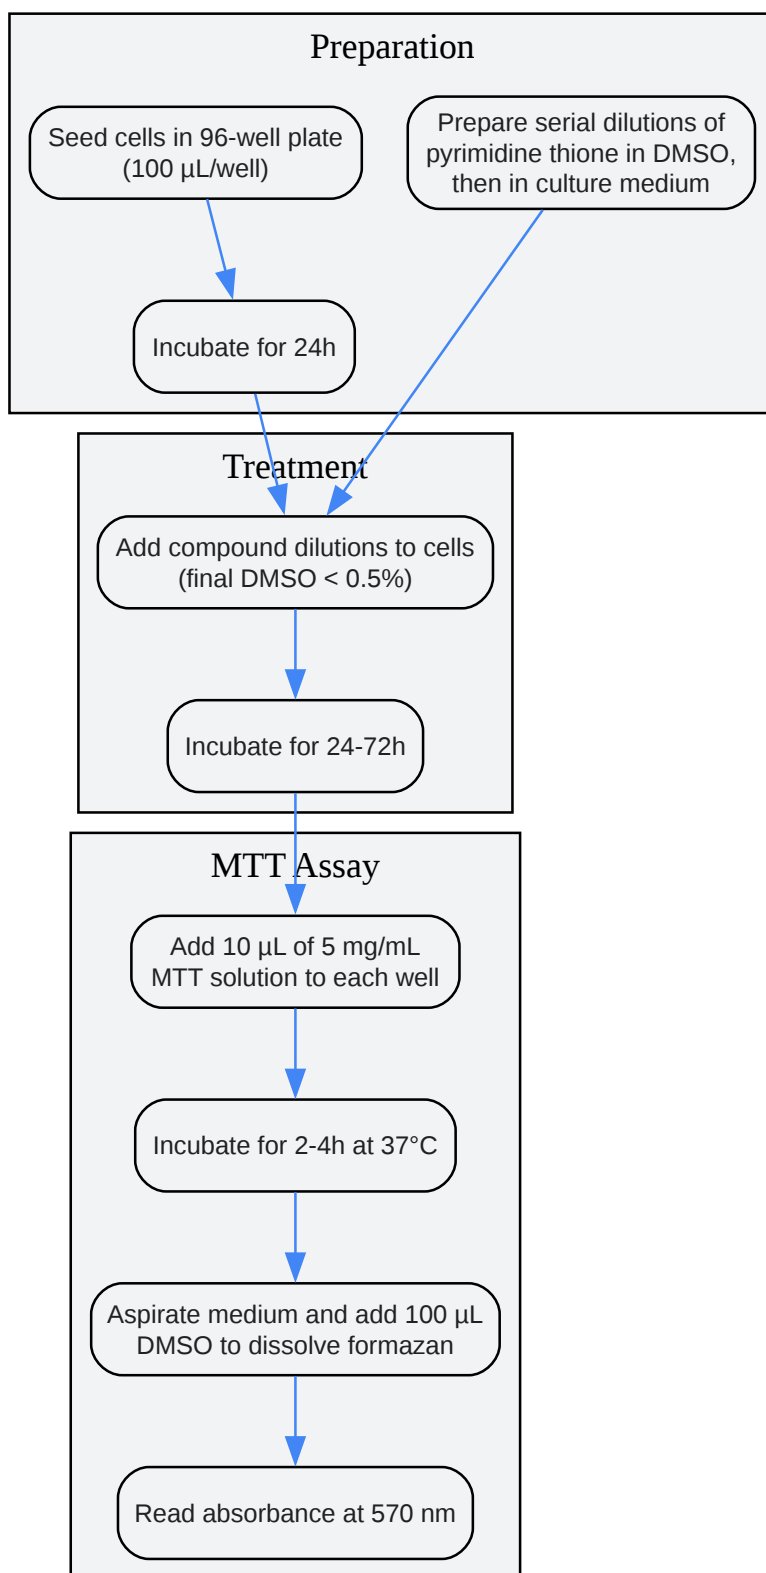 Preparation
Seed cells in 96-well plate
(100 µL/well)
Prepare serial dilutions of
pyrimidine thione in DMSO,
then in culture medium
Incubate for 24h
Treatment
Add compound dilutions to cells
(final DMSO < 0.5%)
Incubate for 24-72h
MTT Assay
Add 10 µL of 5 mg/mL
MTT solution to each well
Incubate for 2-4h at 37°C
Aspirate medium and add 100 µL
DMSO to dissolve formazan
Read absorbance at 570 nm